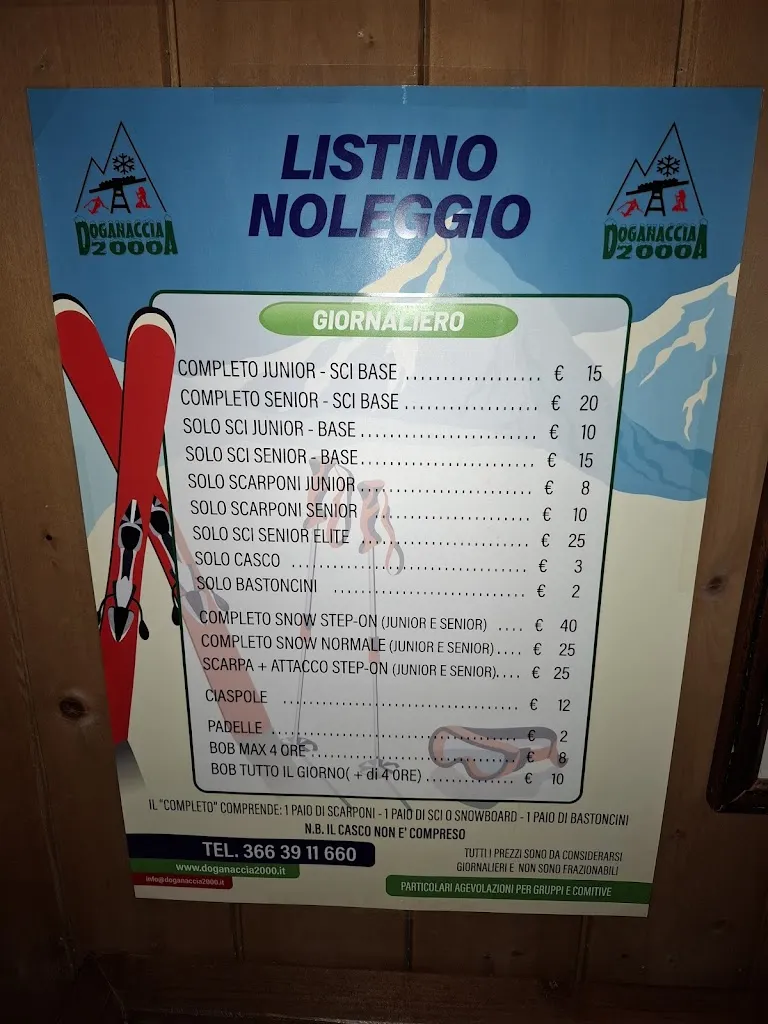 LISTINO
NOLEGGIO
DOGANACCIA
2000
DOGANACCIA
2000
GIORNALIERO
COMPLETO JUNIOR - SCI BASE .................. € 15
COMPLETO SENIOR - SCI BASE .................. € 20
SOLO SCI JUNIOR - BASE .......................... € 10
SOLO SCI SENIOR - BASE .......................... € 15
SOLO SCARPONI JUNIOR .......................... € 8
SOLO SCARPONI SENIOR ........................ € 10
SOLO SCI SENIOR ELITE .......................... € 25
SOLO CASCO .................................... € 3
SOLO BASTONCINI .............................. € 2
COMPLETO SNOW STEP-ON (JUNIOR E SENIOR) .... € 40
COMPLETO SNOW NORMALE (JUNIOR E SENIOR).... € 25
SCARPA + ATTACCO STEP-ON (JUNIOR E SENIOR).... € 25
CIASPOLE ...................................... € 12
PADELLE ...................................... € 2
BOB MAX 4 ORE ................................ € 8
BOB TUTTO IL GIORNO( + di 4 ORE) .............. € 10
IL "COMPLETO" COMPRENDE: 1 PAIO DI SCARPONI - 1 PAIO DI SCI O SNOWBOARD - 1 PAIO DI BASTONCINI
N.B. IL CASCO NON E' COMPRESO
TEL. 366 39 11 660
www.doganaccia2000.it
info@doganaccia2000.it
TUTTI I PREZZI SONO DA CONSIDERARSI
GIORNALIERI E NON SONO FRAZIONABILI
PARTICOLARI AGEVOLAZIONI PER GRUPPI E COMITIVE